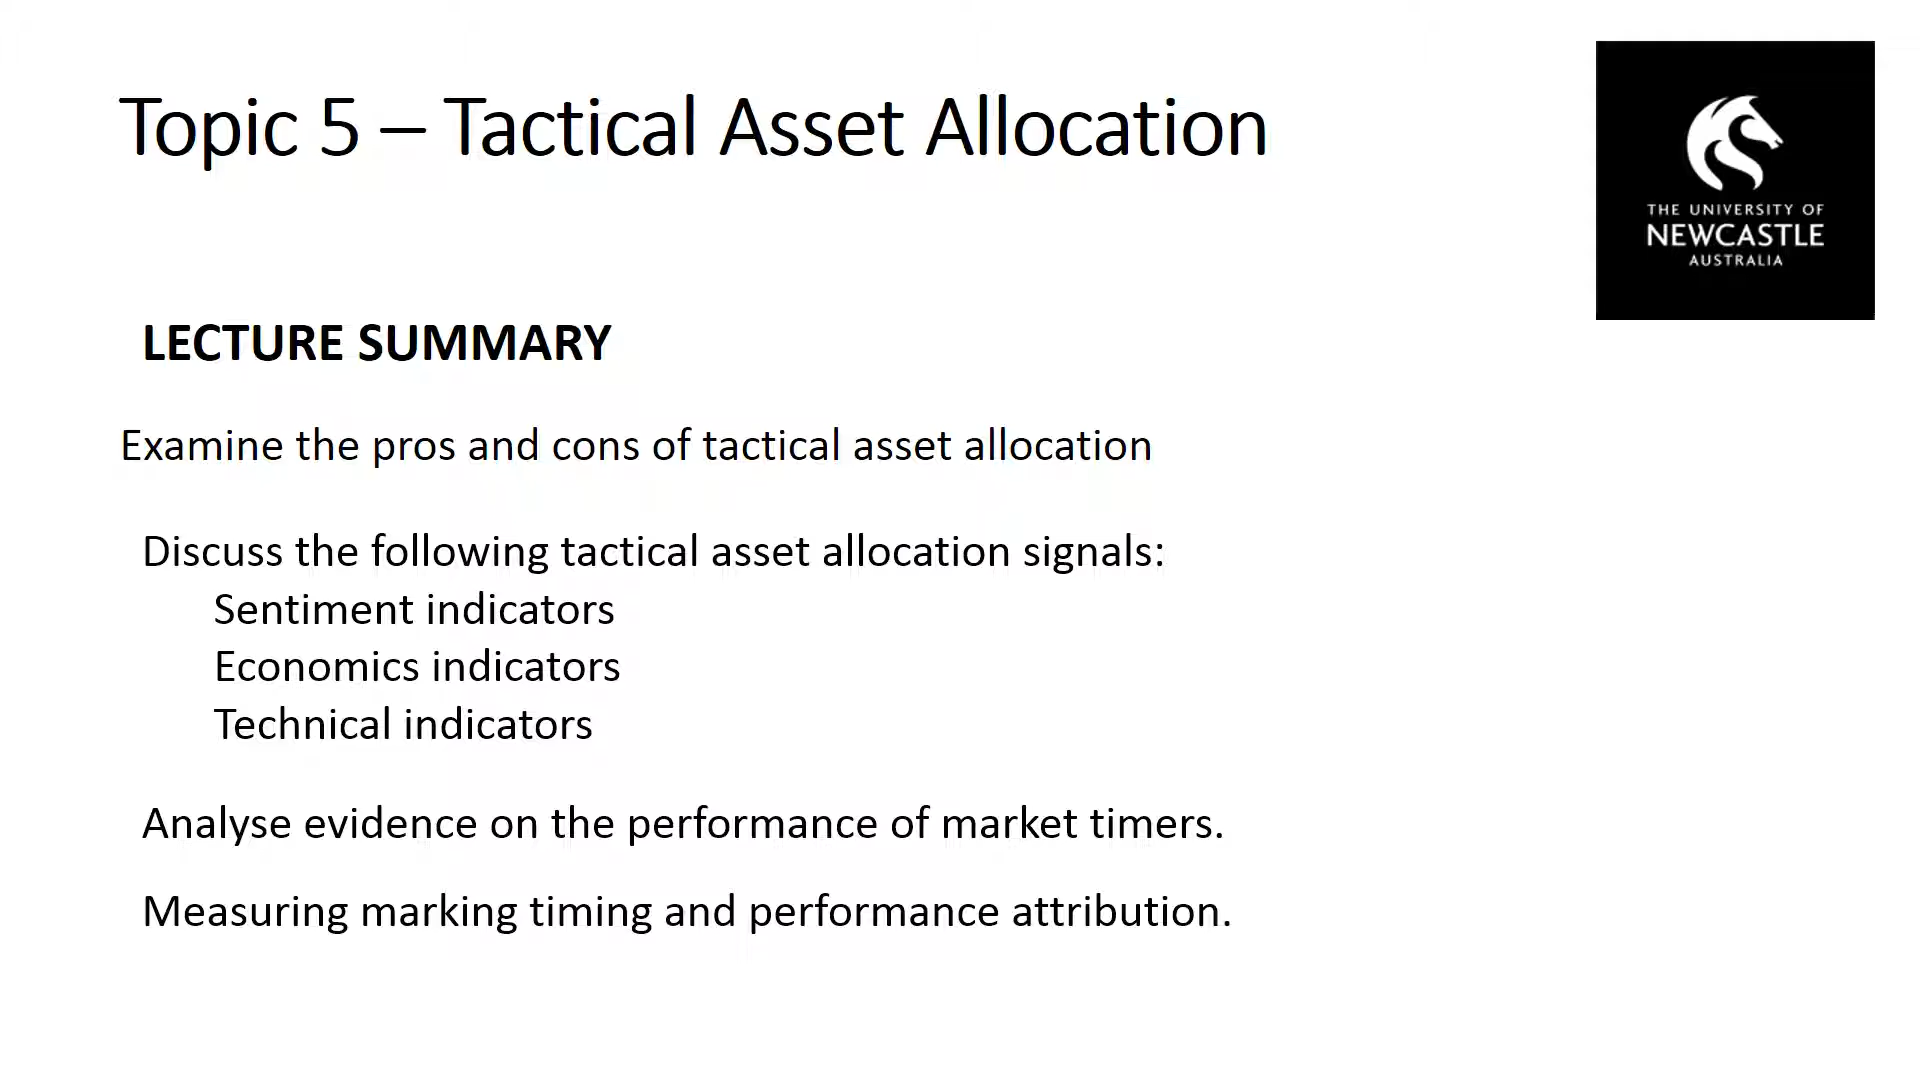 Topic 5 – Tactical Asset Allocation
THE UNIVERSITY OF
NEWCASTLE
AUSTRALIA
LECTURE SUMMARY
Examine the pros and cons of tactical asset allocation
Discuss the following tactical asset allocation signals:
Sentiment indicators
Economics indicators
Technical indicators
Analyse evidence on the performance of market timers.
Measuring marking timing and performance attribution.